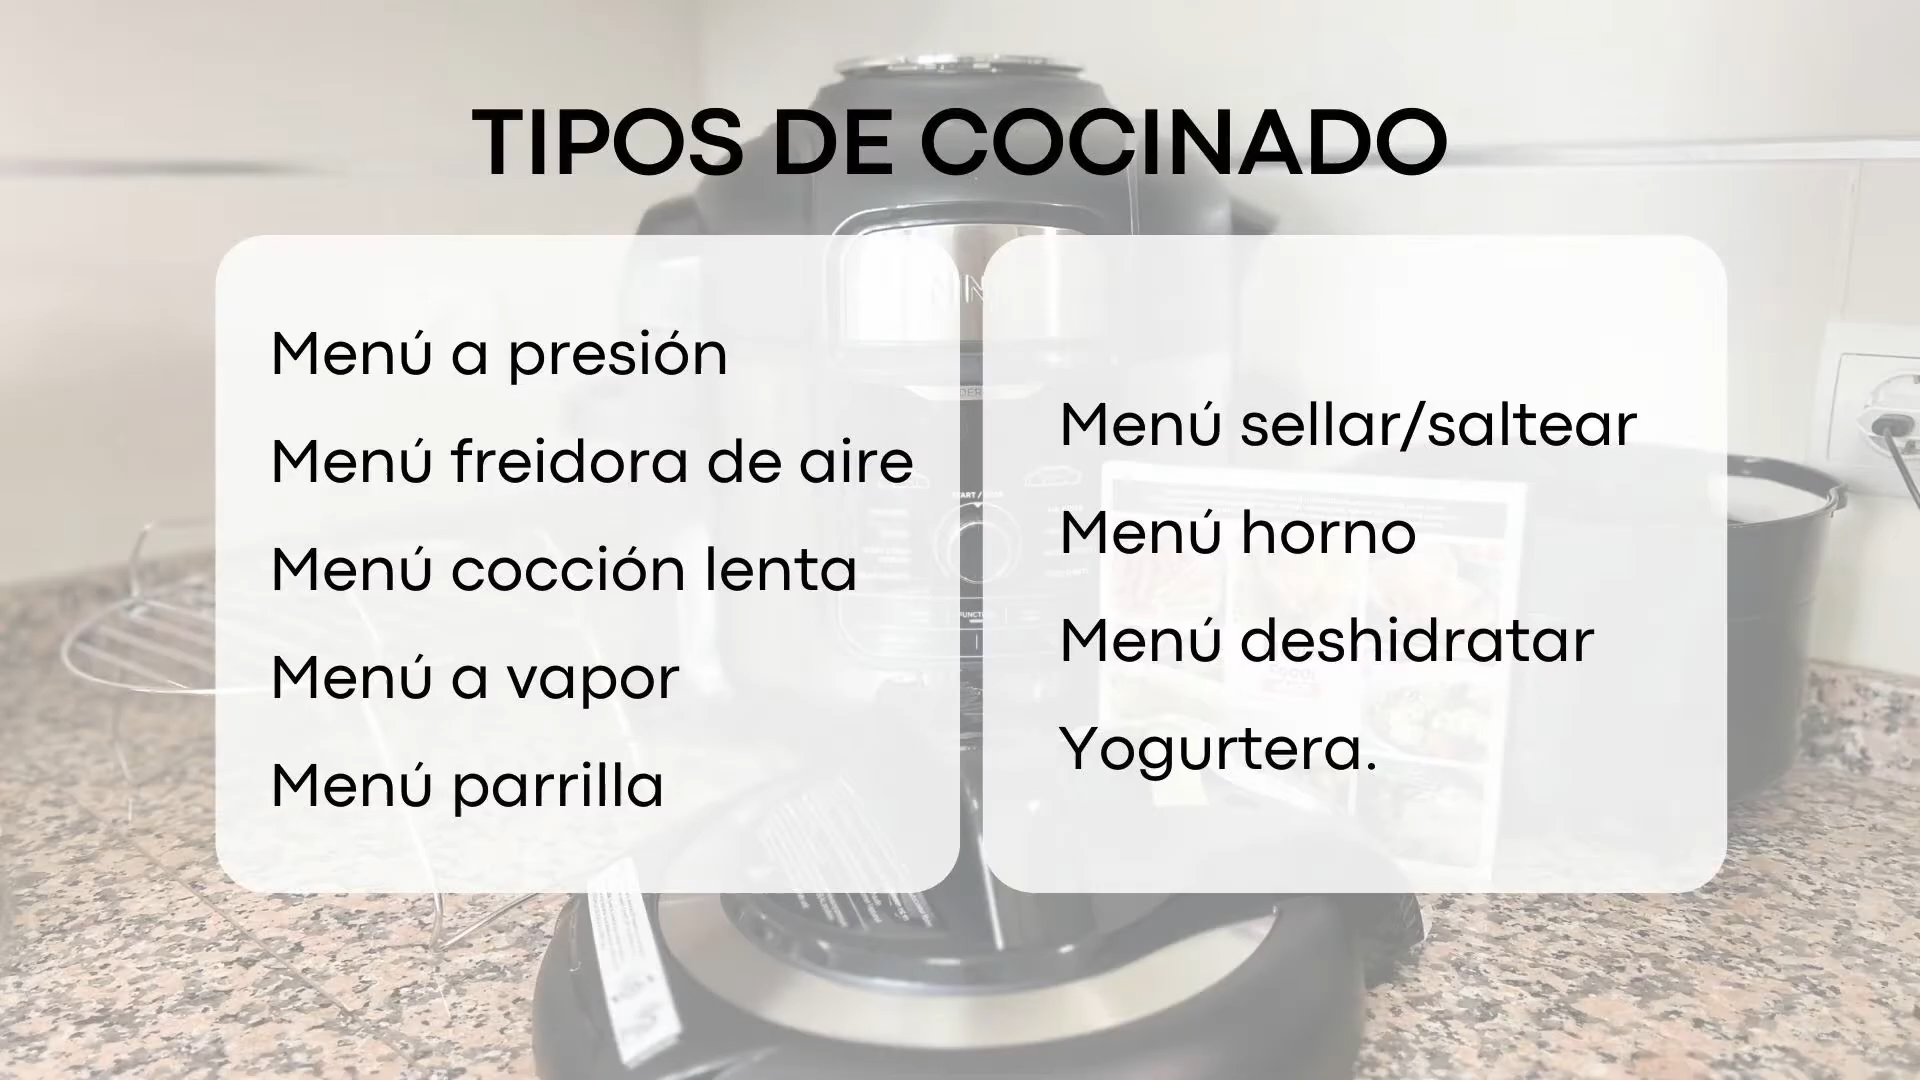 TIPOS DE COCINADO
Menú a presión
Menú freidora de aire
Menú cocción lenta
Menú a vapor
Menú parrilla
Menú sellar/saltear
Menú horno
Menú deshidratar
Yogurtera.